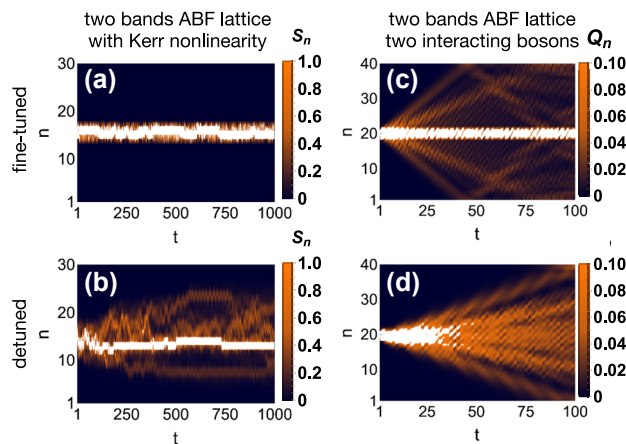 two bands ABF lattice
with Kerr nonlinearity
two bands ABF lattice
two interacting bosons
fine-tuned
(a)
30
20
10
1
n
1 250 500 750 1000
t
Sn
1.0
0.8
0.6
0.4
0.2
0
(c)
40
30
n
20
10
1
1 25 50 75 100
t
Qn
0.10
0.08
0.06
0.04
0.02
0
detuned
(b)
30
20
n
10
1
1 250 500 750 1000
t
Sn
1.0
0.8
0.6
0.4
0.2
0
(d)
40
30
n
20
10
1
1 25 50 75 100
t
0.10
0.08
0.06
0.04
0.02
0